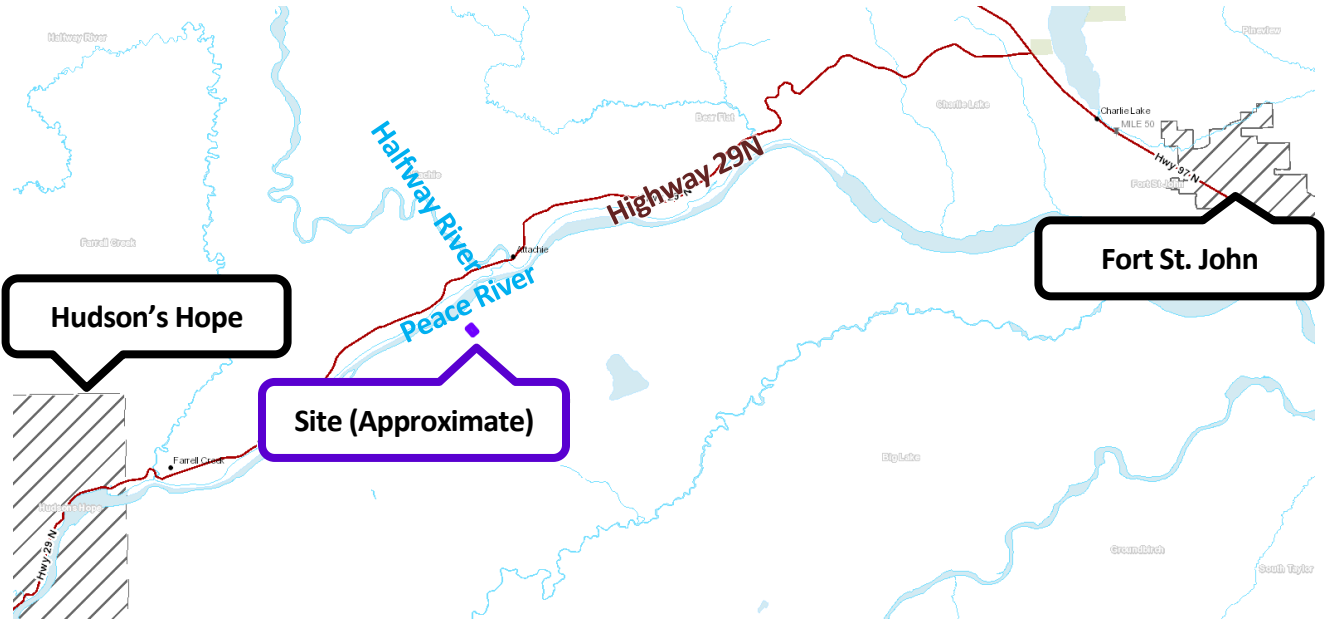 Halfway River
Pineview
Charlie Lake
Charlie Lake
MILE 50
Bear Flat
Halfway River
Hwy 97 N
Fort St John
Highway 29N
Farrell Creek
Attachie
Fort St. John
Peace River
Hudson's Hope
Site (Approximate)
Farrell Creek
Big Lake
Hudson's Hope
Hwy 29 N
Groundbirch
South Taylor